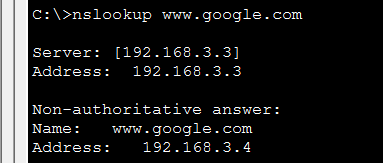 C:\>nslookup www.google.com
Server: [192.168.3.3]
Address:  192.168.3.3
Non-authoritative answer:
Name:   www.google.com
Address:   192.168.3.4